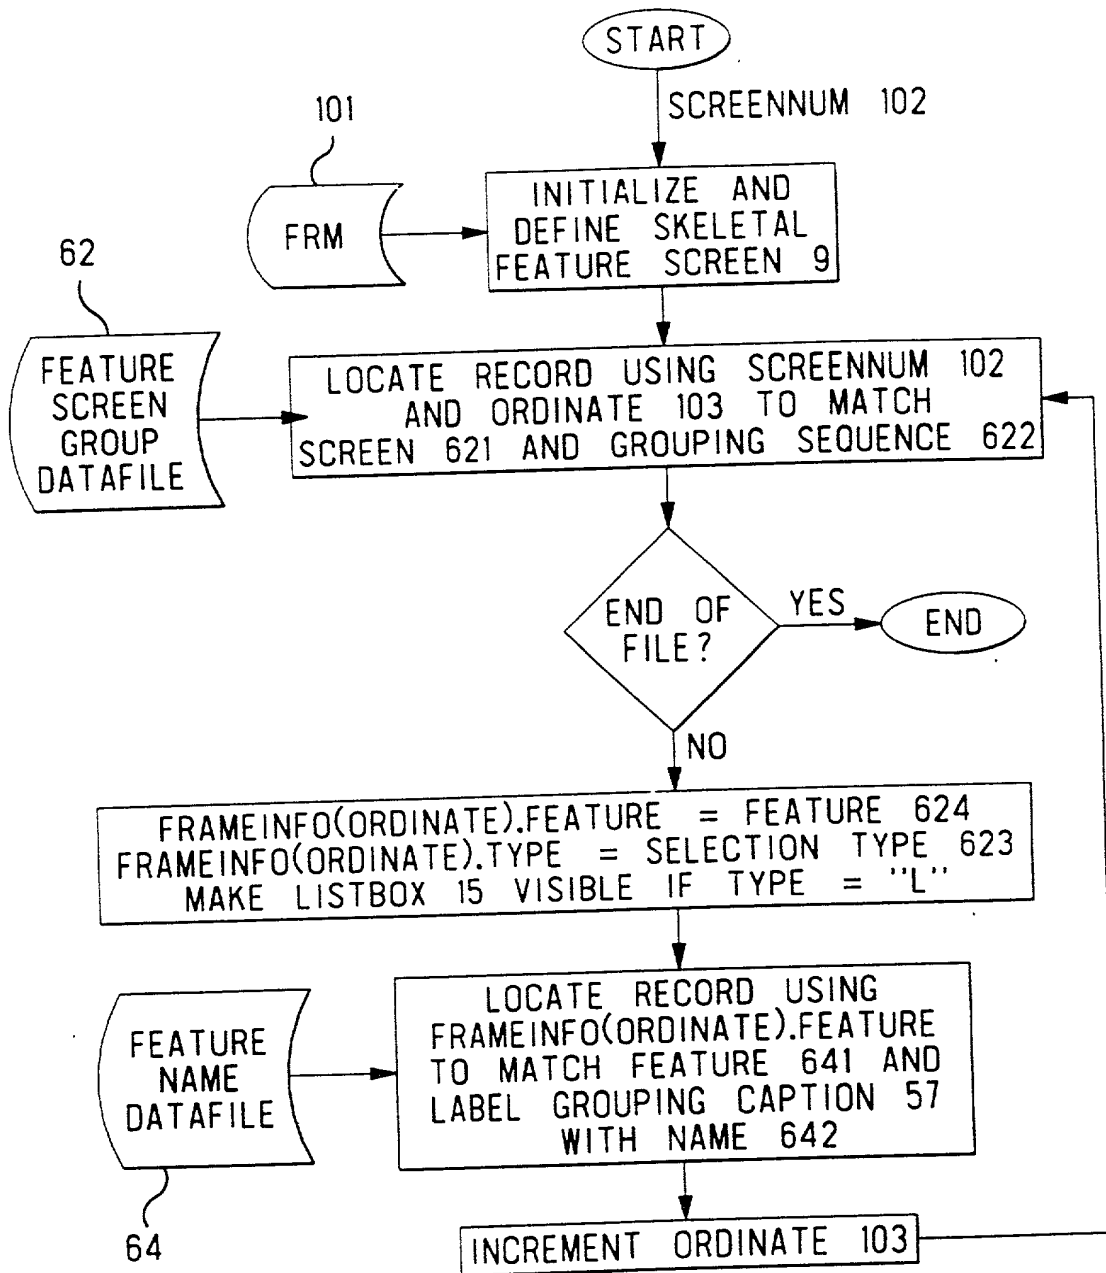 START
SCREENNUM 102
101
INITIALIZE AND
DEFINE SKELETAL
FEATURE SCREEN 9
FRM
62
FEATURE
SCREEN
GROUP
DATAFILE
LOCATE RECORD USING SCREENNUM 102
AND ORDINATE 103 TO MATCH
SCREEN 621 AND GROUPING SEQUENCE 622
END OF
FILE?
YES
END
NO
FRAMEINFO(ORDINATE).FEATURE = FEATURE 624
FRAMEINFO(ORDINATE).TYPE = SELECTION TYPE 623
MAKE LISTBOX 15 VISIBLE IF TYPE = "L"
FEATURE
NAME
DATAFILE
64
LOCATE RECORD USING
FRAMEINFO(ORDINATE).FEATURE
TO MATCH FEATURE 641 AND
LABEL GROUPING CAPTION 57
WITH NAME 642
INCREMENT ORDINATE 103